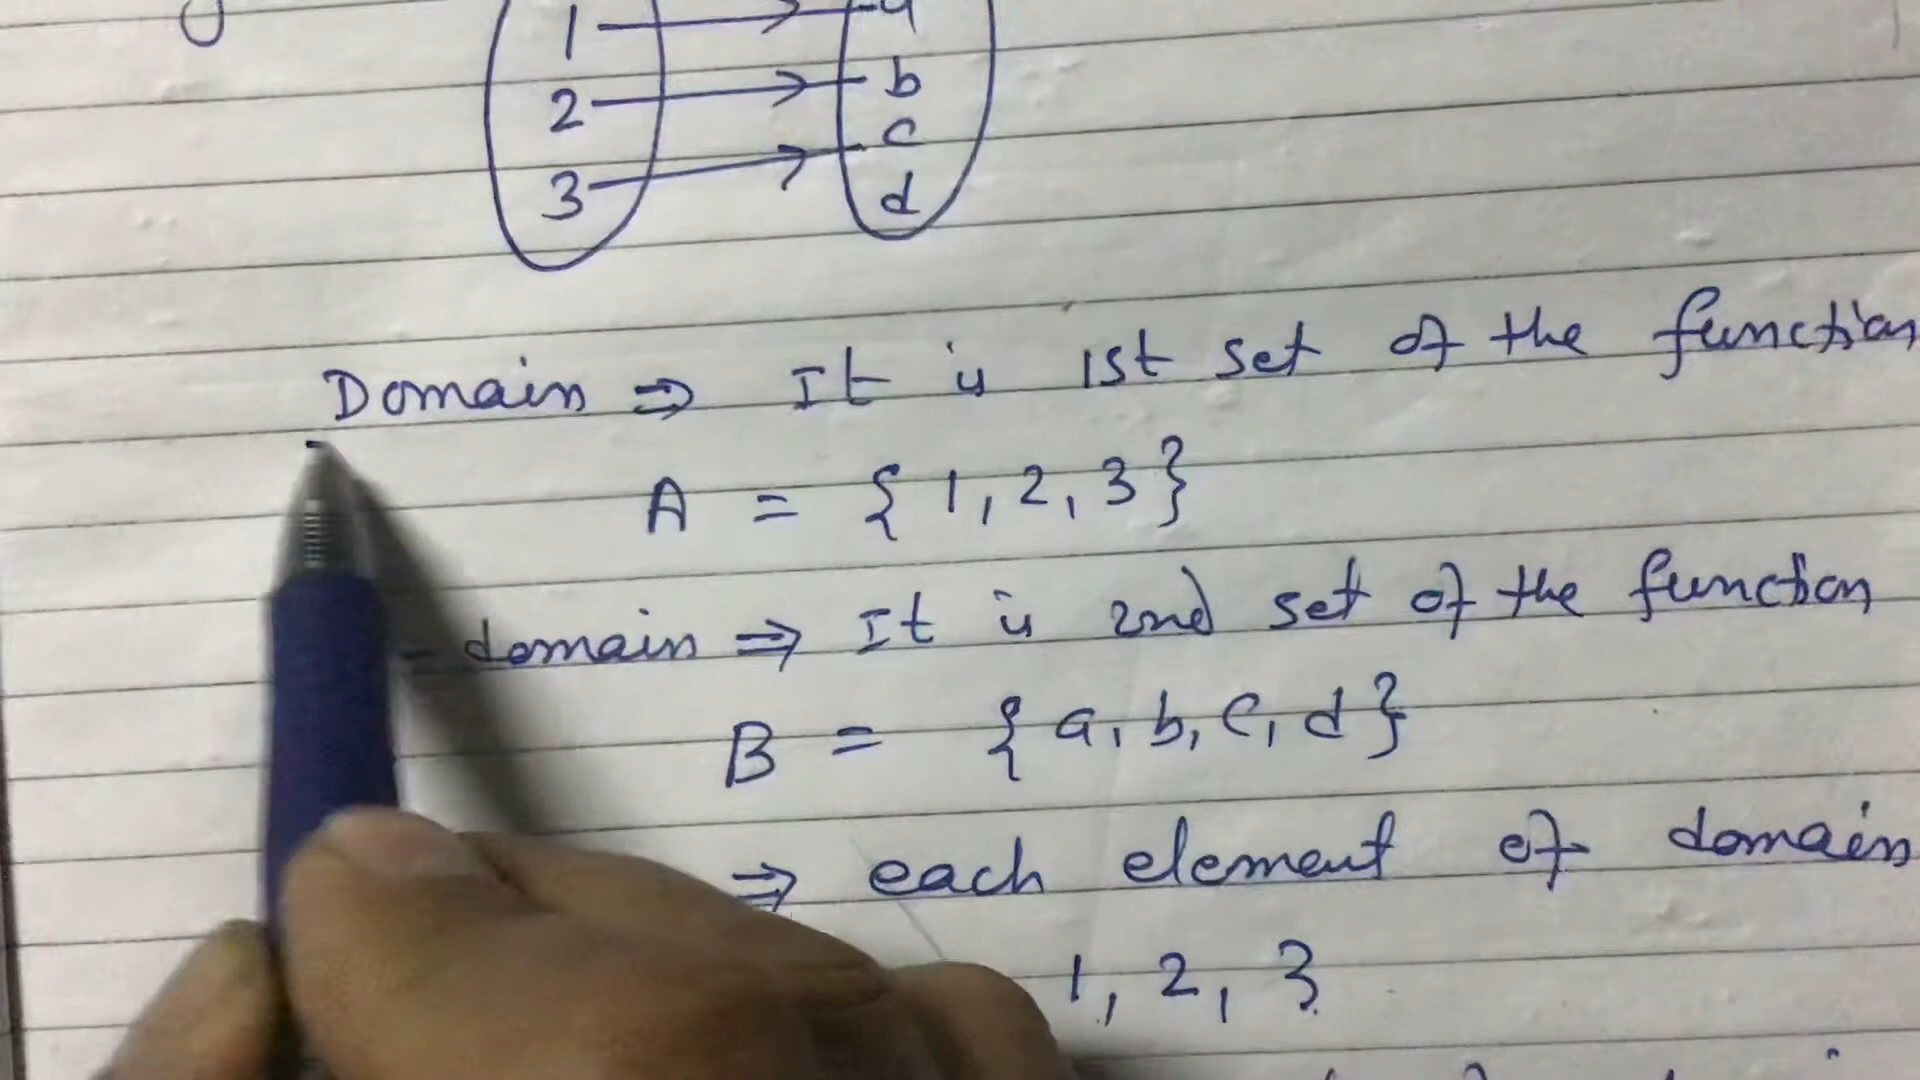 1 a
2 b
c
3 d
Domain ⇒ It is 1st set of the function
A = { 1, 2, 3 }
- domain ⇒ It is 2nd set of the function
B = { a, b, c, d }
⇒ each element of domain
1, 2, 3